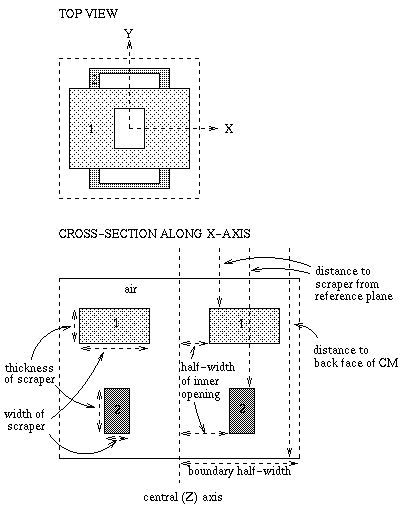 TOP VIEW
Y
2
1
X
CROSS-SECTION ALONG X-AXIS
air
distance to
scraper from
reference plane
1
1
distance to
back face of CM
thickness
of scraper
half-width
of inner
opening
width of
scraper
2
2
boundary half-width
central (Z) axis